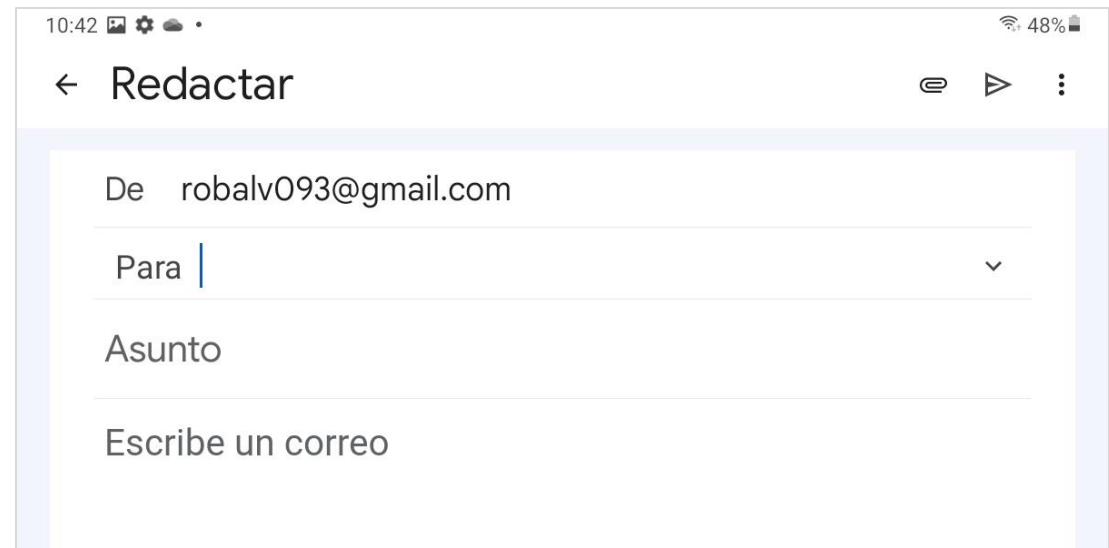 10:42 48%
Redactar
De robalv093@gmail.com
Para
Asunto
Escribe un correo